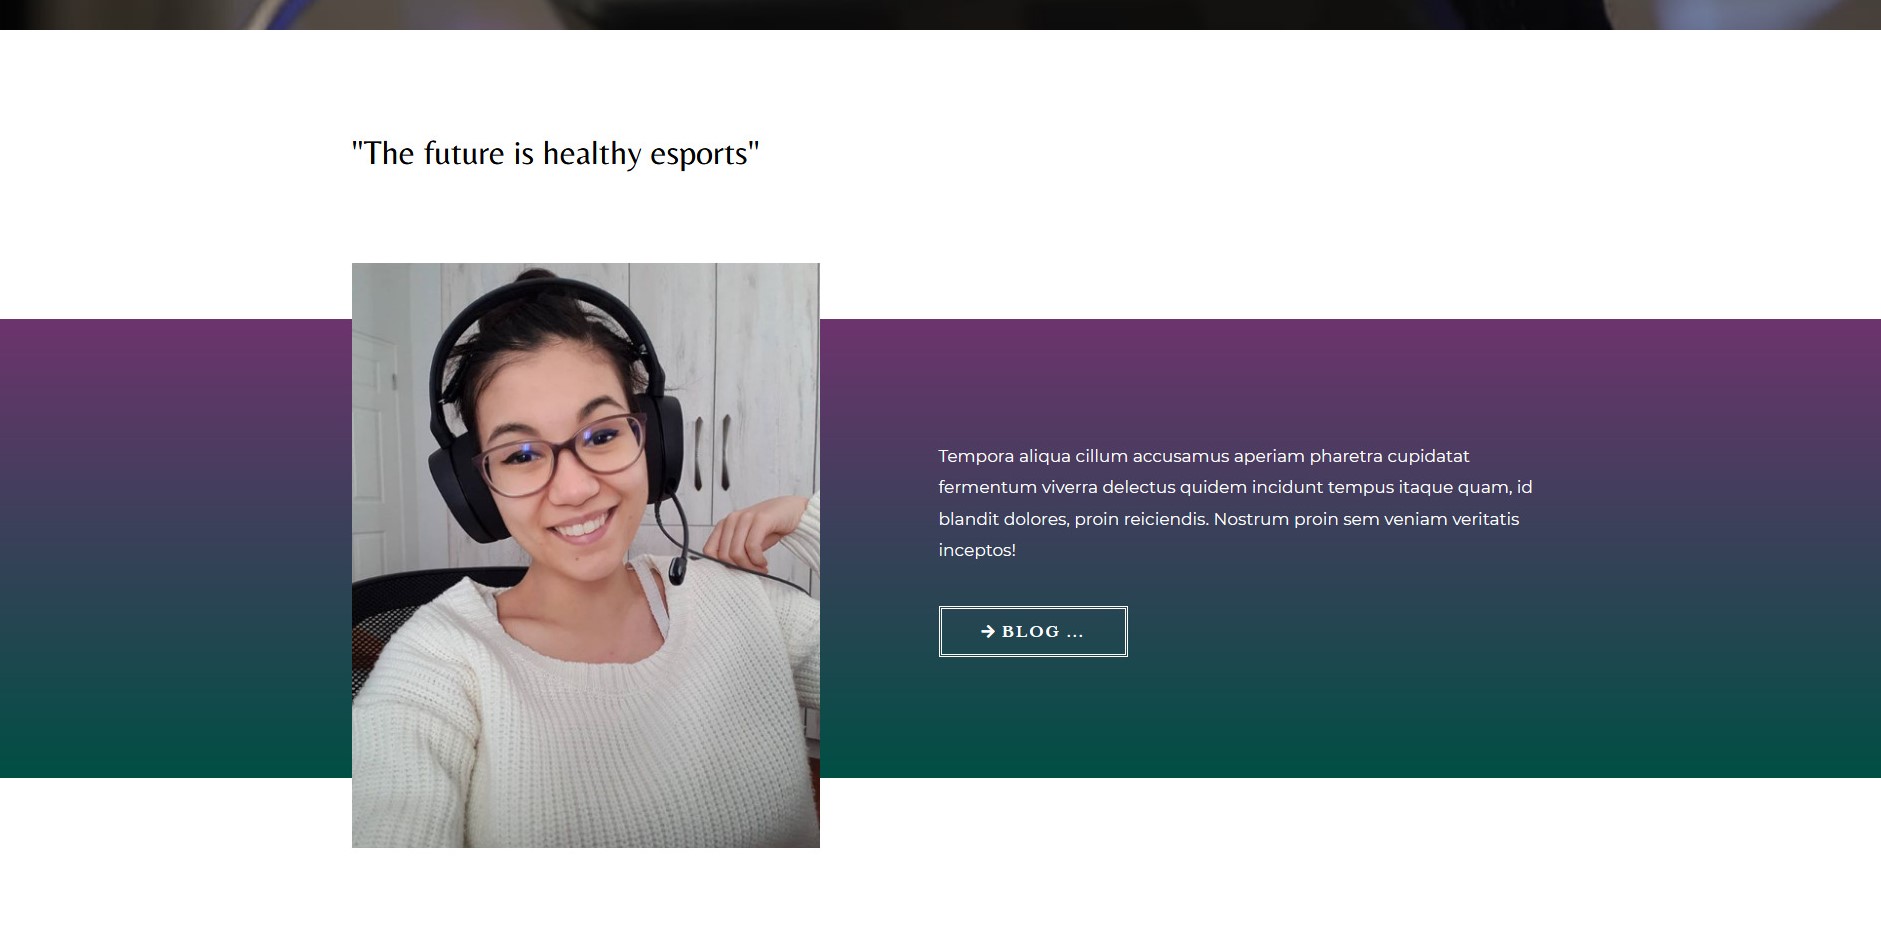 "The future is healthy esports"
Tempora aliqua cillum accusamus aperiam pharetra cupidatat
fermentum viverra delectus quidem incidunt tempus itaque quam, id
blandit dolores, proin reiciendis. Nostrum proin sem veniam veritatis
inceptos!
BLOG ...